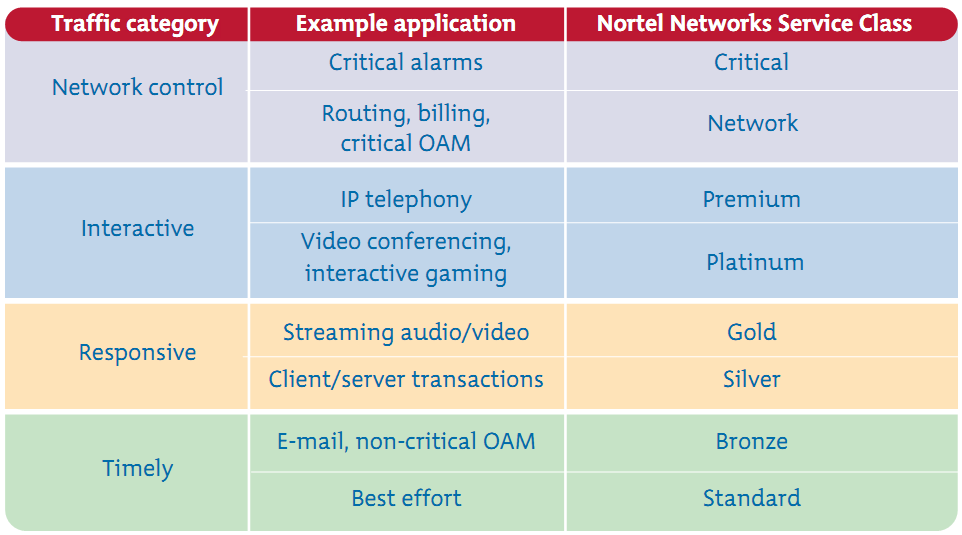 Traffic category Example application Nortel Networks Service Class
Network control
Critical alarms Critical
Routing, billing,
critical OAM
Network
Interactive
IP telephony Premium
Video conferencing,
interactive gaming
Platinum
Responsive
Streaming audio/video Gold
Client/server transactions Silver
Timely
E-mail, non-critical OAM Bronze
Best effort Standard